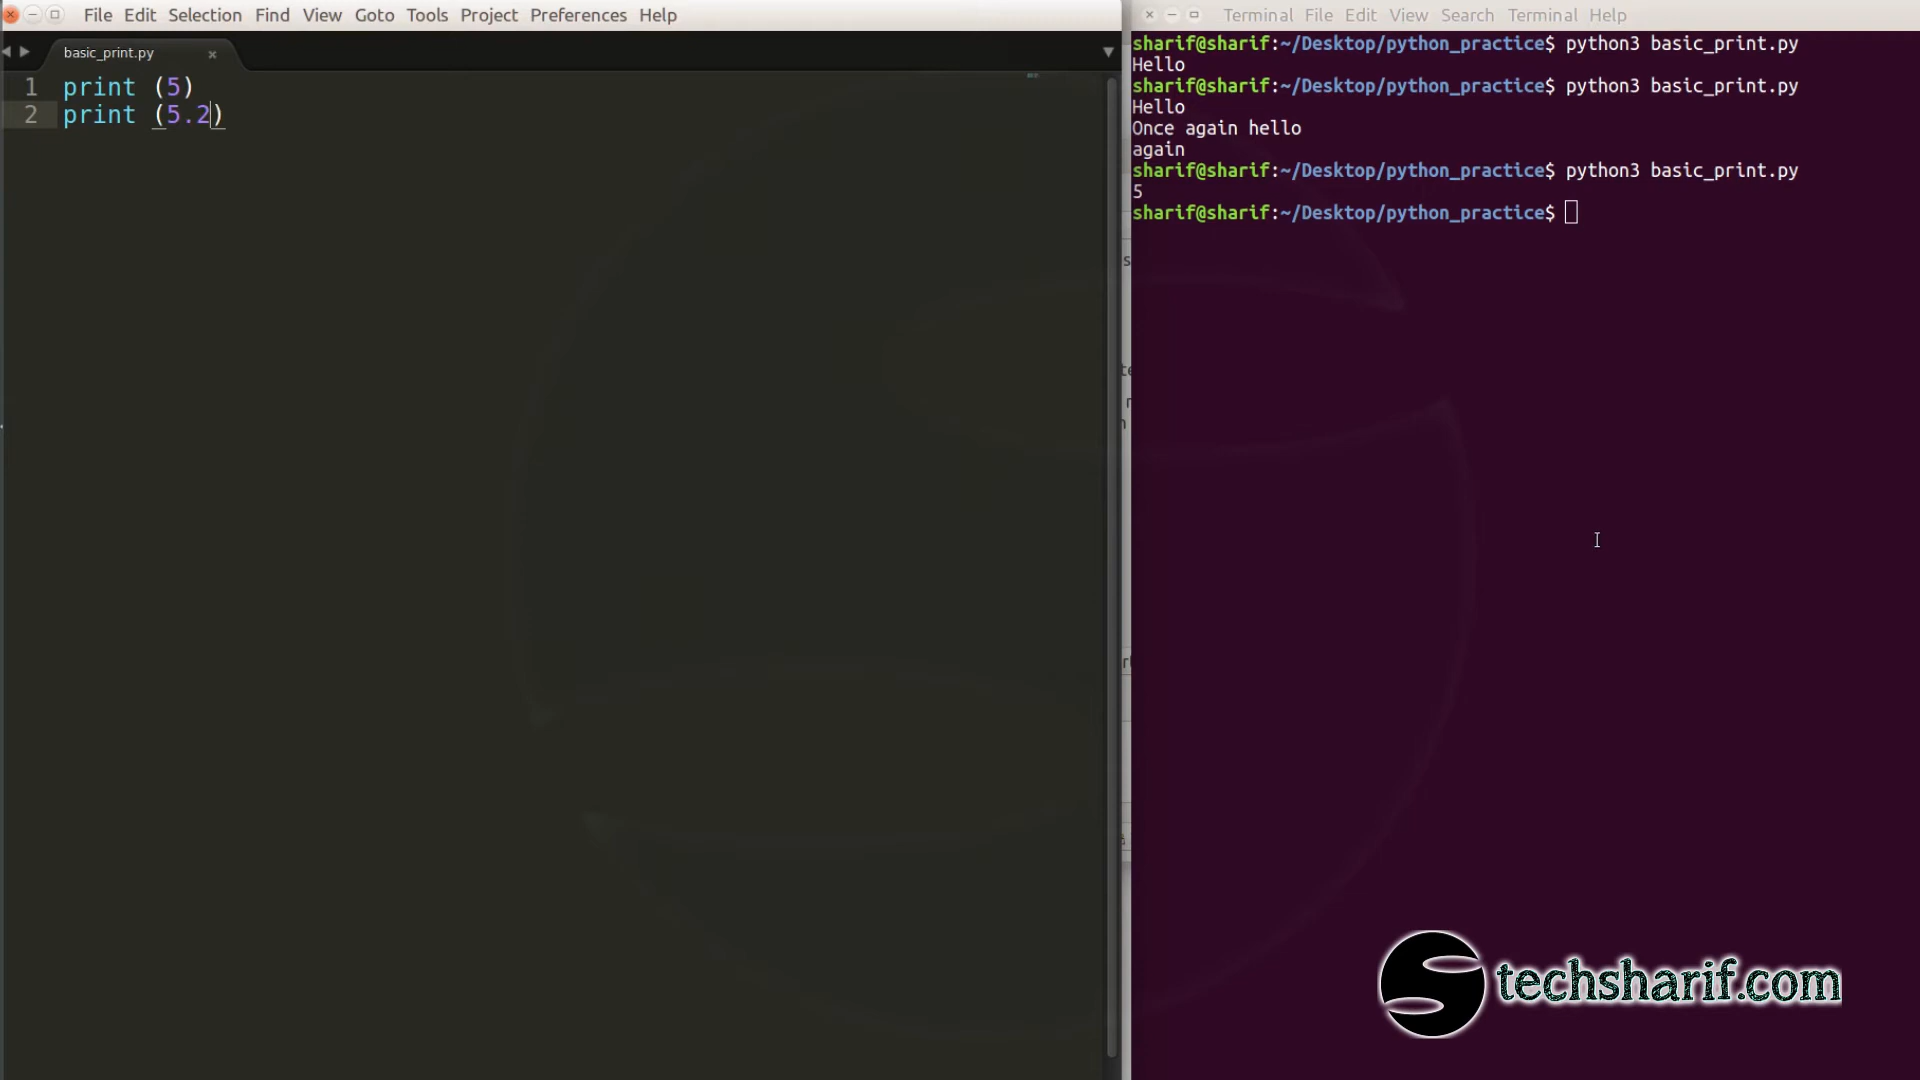 File Edit Selection Find View Goto Tools Project Preferences Help
basic_print.py
1 print (5)
2 print (5.2)
Terminal File Edit View Search Terminal Help
sharif@sharif:~/Desktop/python_practice$ python3 basic_print.py
Hello
sharif@sharif:~/Desktop/python_practice$ python3 basic_print.py
Hello
Once again hello
again
sharif@sharif:~/Desktop/python_practice$ python3 basic_print.py
5
sharif@sharif:~/Desktop/python_practice$
techsharif.com